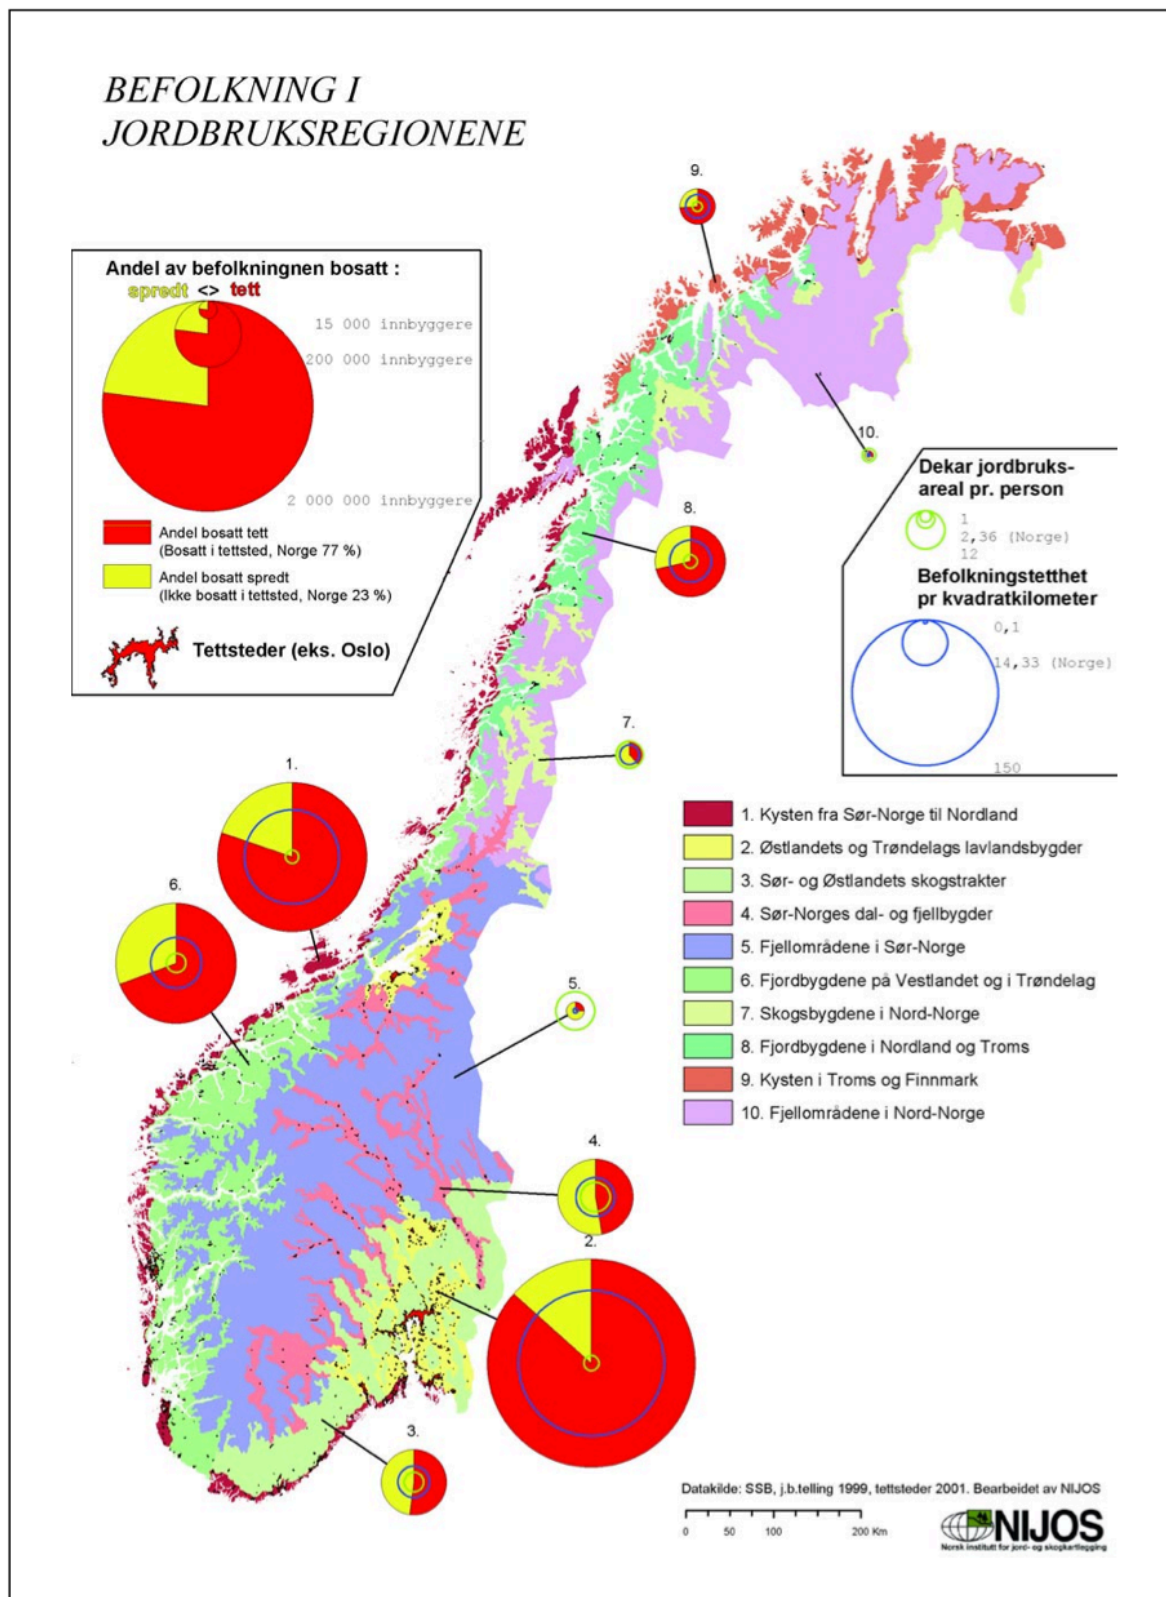 BEFOLKNING I
JORDBRUKSREGIONENE
Andel av befolkningnen bosatt :
spredt <> tett
15 000 innbyggere
200 000 innbyggere
2 000 000 innbyggere
Andel bosatt tett
(Bosatt i tettsted, Norge 77 %)
Andel bosatt spredt
(Ikke bosatt i tettsted, Norge 23 %)
Tettsteder (eks. Oslo)
9.
10.
Dekar jordbruks-
areal pr. person
1
2,36 (Norge)
12
Befolkningstetthet
pr kvadratkilometer
0,1
14,33 (Norge)
150
8.
7.
1.
6.
5.
4.
2.
3.
1. Kysten fra Sør-Norge til Nordland
2. Østlandets og Trøndelags lavlandsbygder
3. Sør- og Østlandets skogstrakter
4. Sør-Norges dal- og fjellbygder
5. Fjellområdene i Sør-Norge
6. Fjordbygdene på Vestlandet og i Trøndelag
7. Skogsbygdene i Nord-Norge
8. Fjordbygdene i Nordland og Troms
9. Kysten i Troms og Finnmark
10. Fjellområdene i Nord-Norge
Datakilde: SSB, j.b.telling 1999, tettsteder 2001. Bearbeidet av NIJOS
0 50 100 200 Km
NIJOS
Norsk institutt for jord- og skogkartlegging